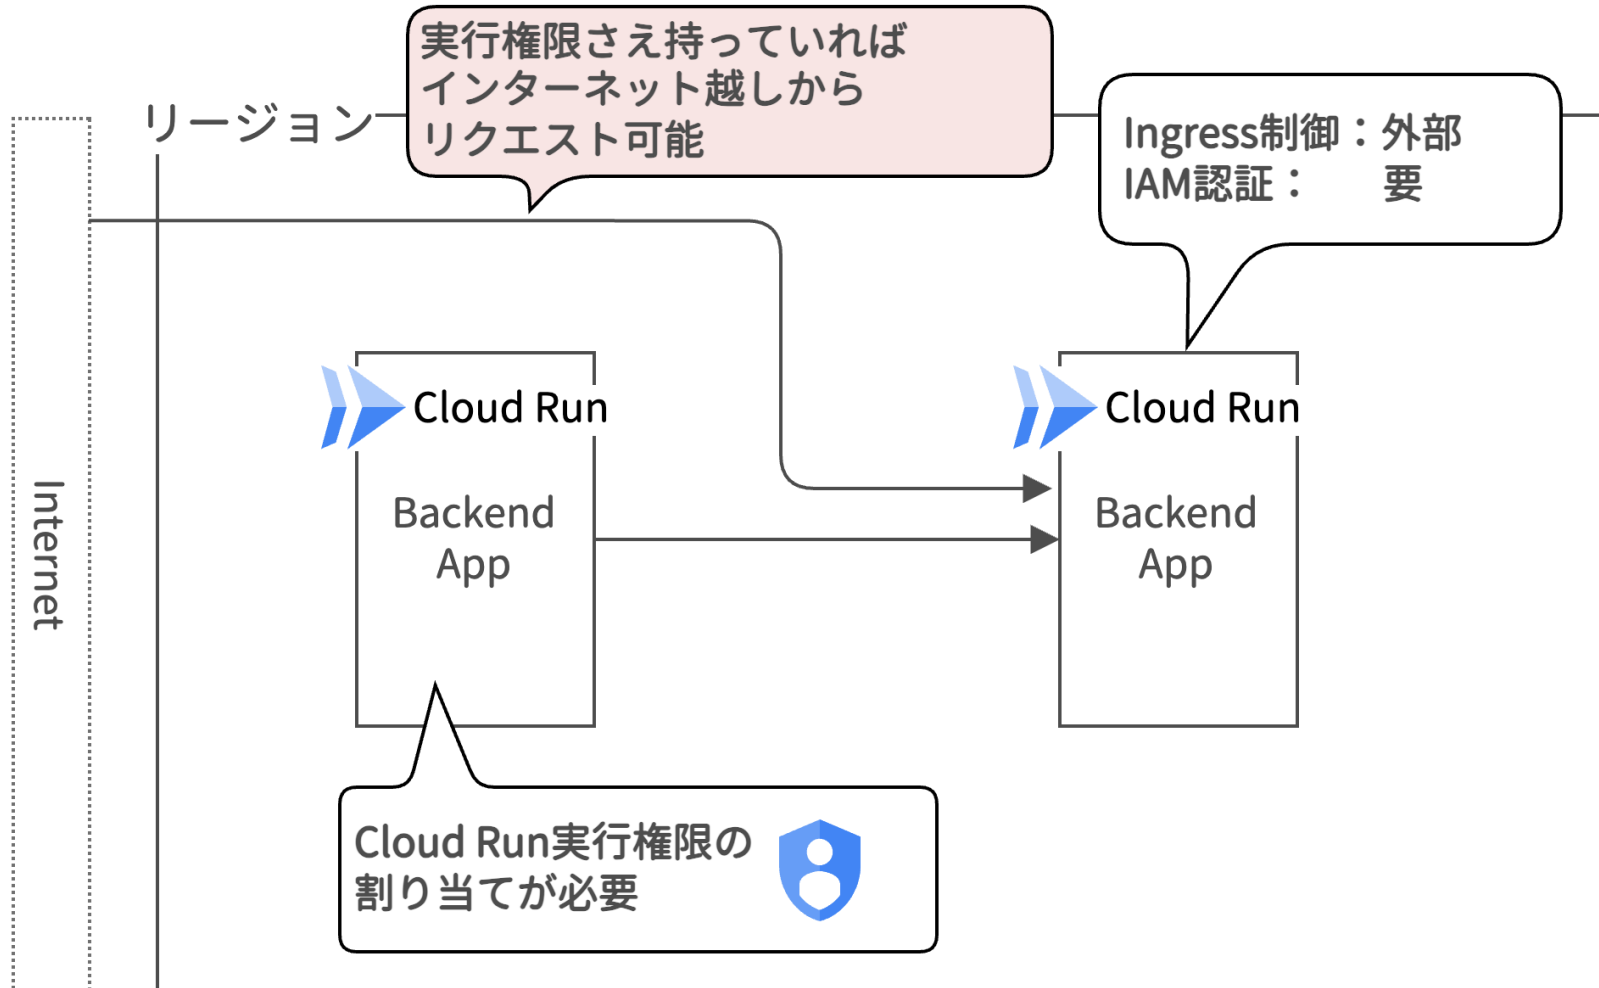 実行権限さえ持っていれば
インターネット越しから
リクエスト可能
リージョン
Ingress制御：外部
IAM認証：　　要
Internet
Cloud Run
Backend
App
Cloud Run
Backend
App
Cloud Run実行権限の
割り当てが必要